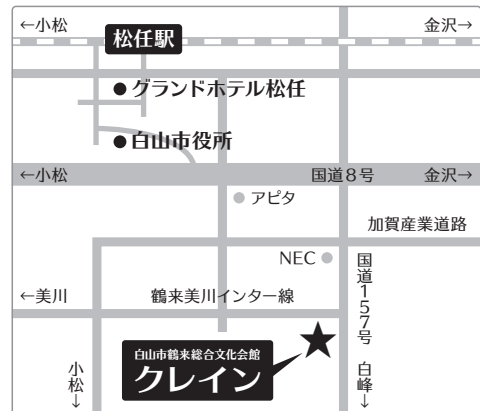 ←小松
金沢→
松任駅
●グランドホテル松任
●白山市役所
←小松
国道8号
金沢→
アピタ
加賀産業道路
NEC
国道157号
←美川
鶴来美川インター線
白山市鶴来総合文化会館
クレイン
小松↓
白峰↓